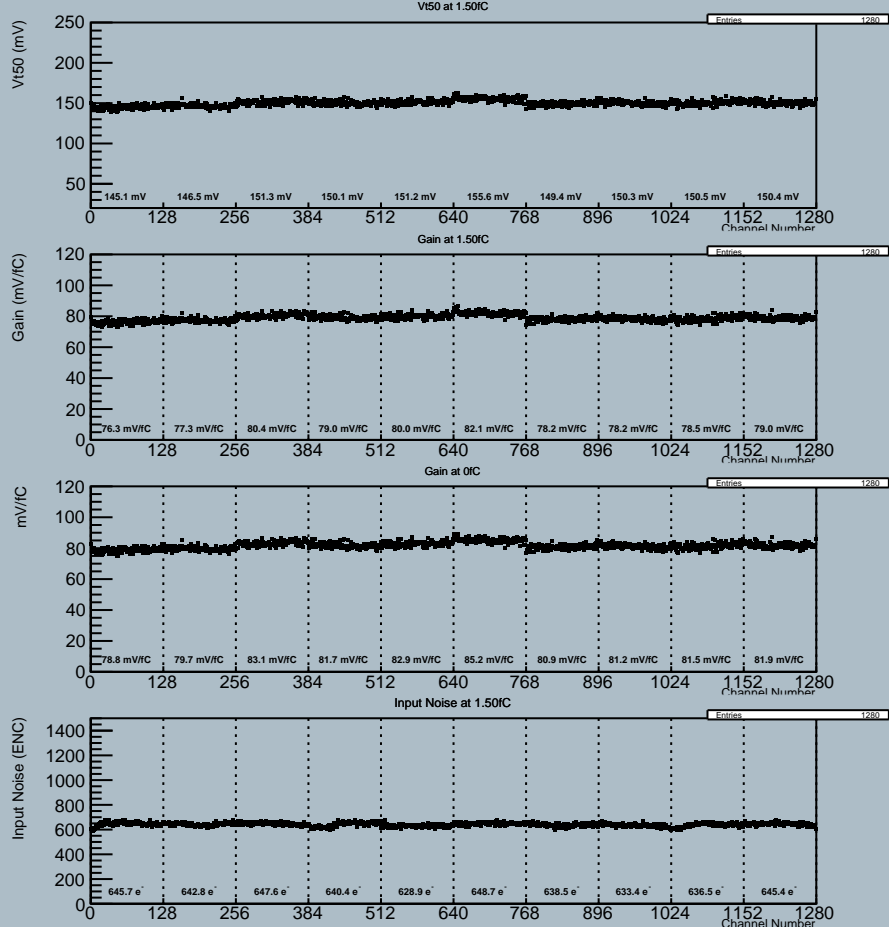 Vt50 at 1.50fC
Entries 1280
Vt50 (mV)
250
200
150
100
50
145.1 mV 146.5 mV 151.3 mV 150.1 mV 151.2 mV 155.6 mV 149.4 mV 150.3 mV 150.5 mV 150.4 mV
0 128 256 384 512 640 768 896 1024 1152 1280
Channel Number
Gain at 1.50fC
Entries 1280
Gain (mV/fC)
120
100
80
60
40
20
0
76.3 mV/fC 77.3 mV/fC 80.4 mV/fC 79.0 mV/fC 80.0 mV/fC 82.1 mV/fC 78.2 mV/fC 78.2 mV/fC 78.5 mV/fC 79.0 mV/fC
0 128 256 384 512 640 768 896 1024 1152 1280
Channel Number
Gain at 0fC
Entries 1280
mV/fC
120
100
80
60
40
20
0
78.8 mV/fC 79.7 mV/fC 83.1 mV/fC 81.7 mV/fC 82.9 mV/fC 85.2 mV/fC 80.9 mV/fC 81.2 mV/fC 81.5 mV/fC 81.9 mV/fC
0 128 256 384 512 640 768 896 1024 1152 1280
Channel Number
Input Noise at 1.50fC
Entries 1280
Input Noise (ENC)
1400
1200
1000
800
600
400
200
0
645.7 e⁻ 642.8 e⁻ 647.6 e⁻ 640.4 e⁻ 628.9 e⁻ 648.7 e⁻ 638.5 e⁻ 633.4 e⁻ 636.5 e⁻ 645.4 e⁻
0 128 256 384 512 640 768 896 1024 1152 1280
Channel Number